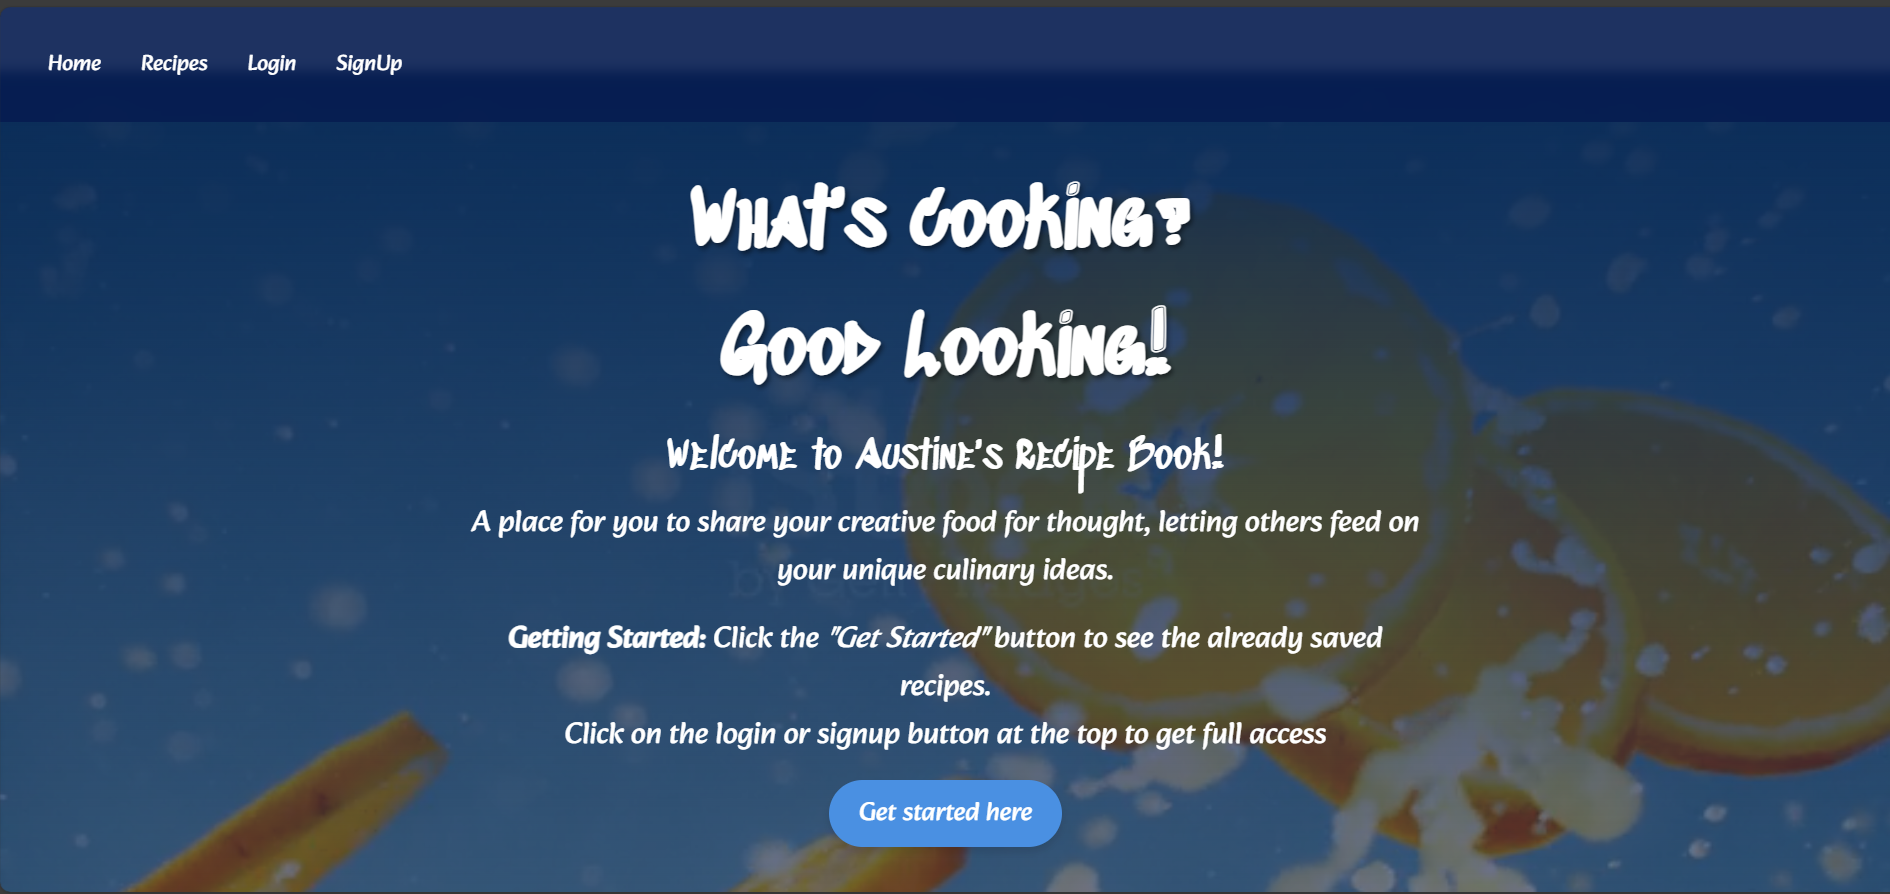 Home Recipes Login SignUp
What's Cooking?
Good Looking!
Welcome to Austine's Recipe Book!
A place for you to share your creative food for thought, letting others feed on
your unique culinary ideas.
Getting Started: Click the "Get Started" button to see the already saved
recipes.
Click on the login or signup button at the top to get full access
Get started here